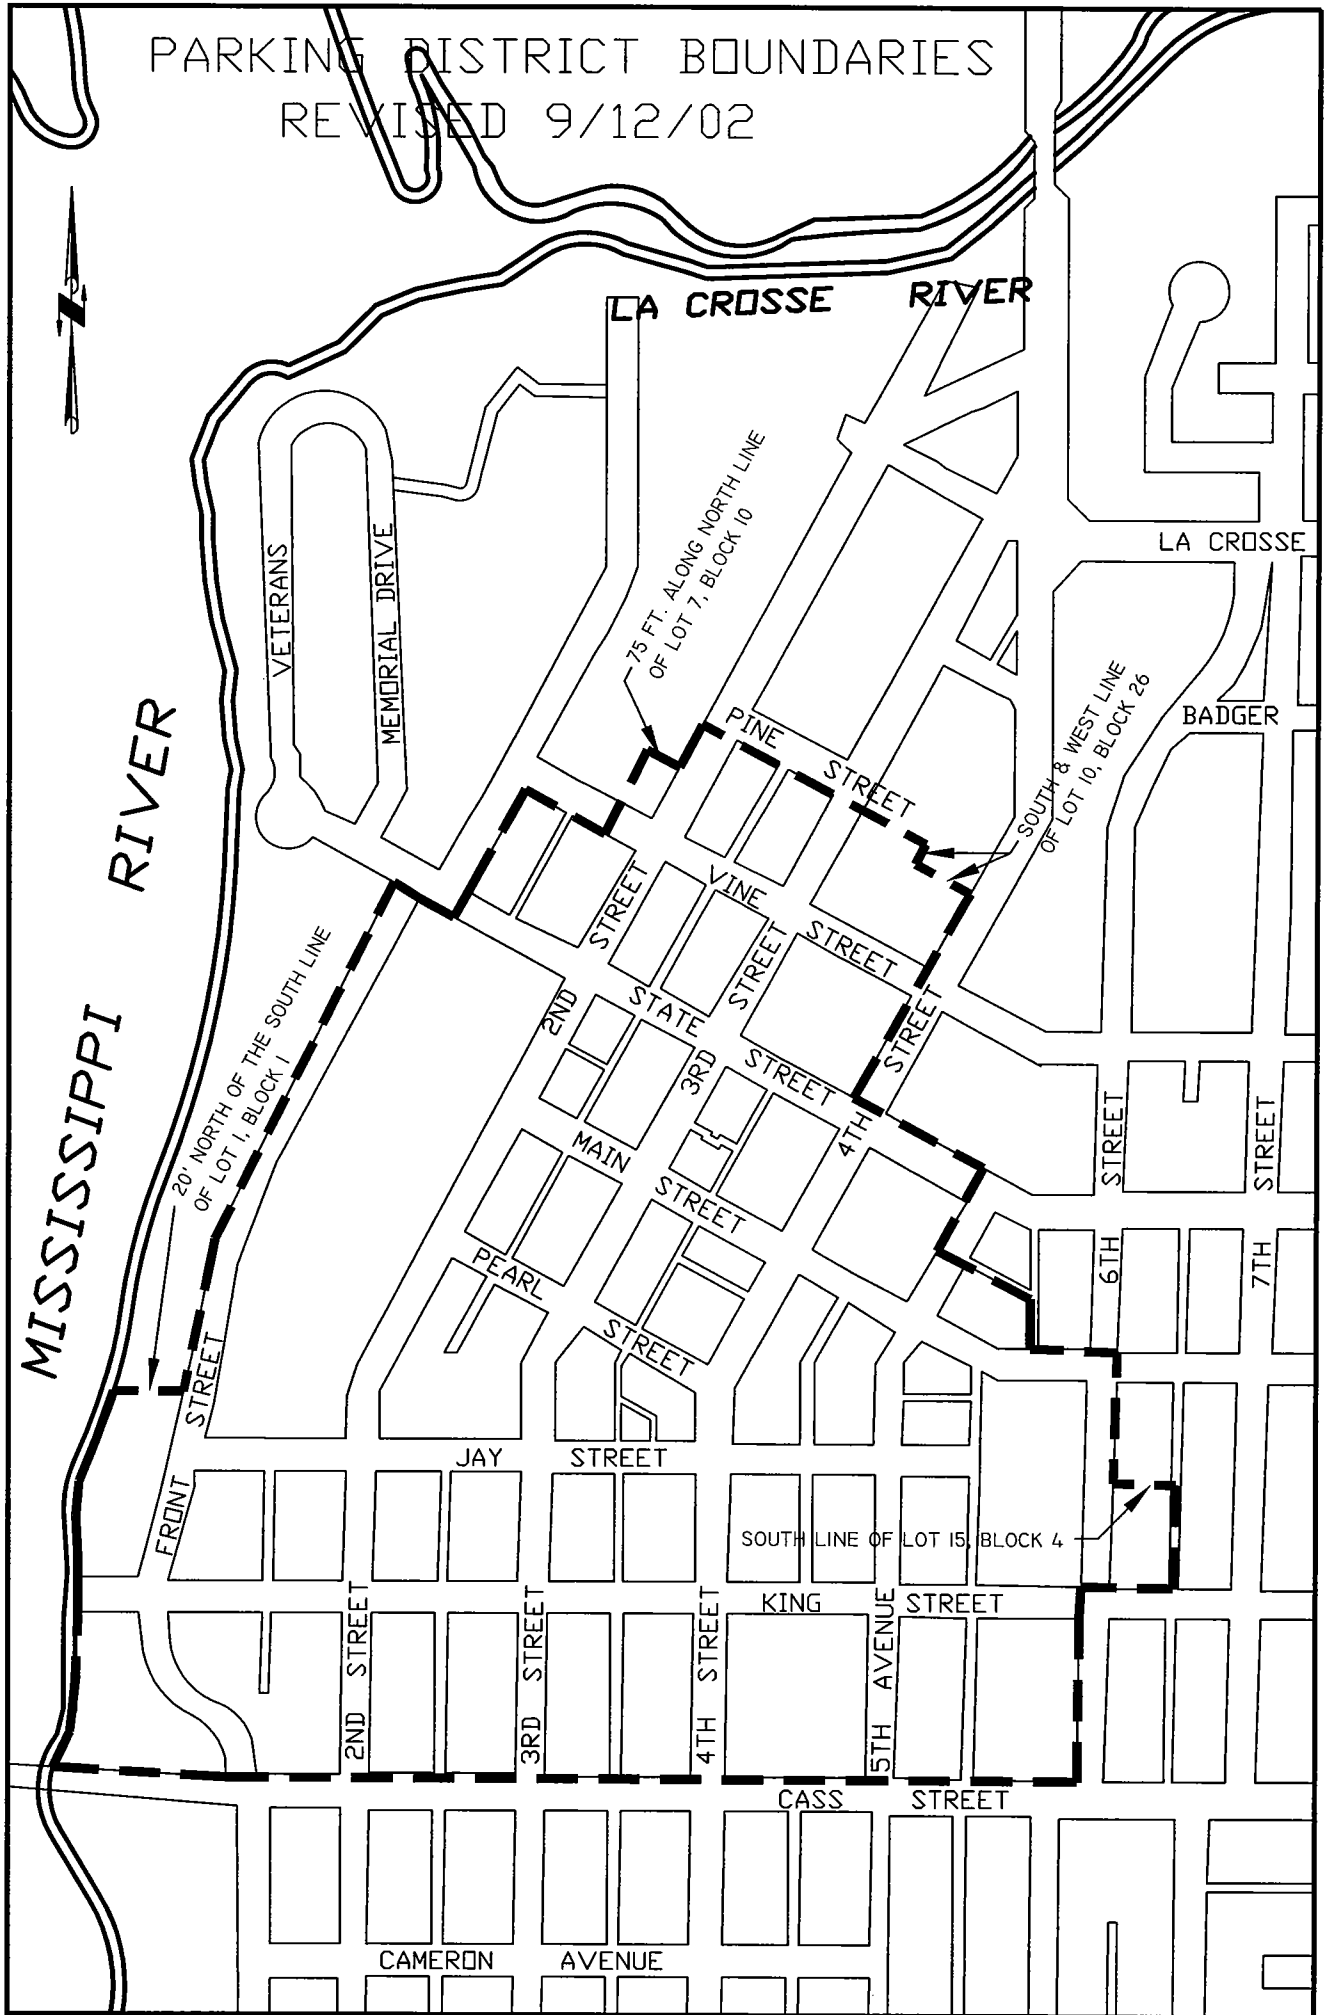 PARKING DISTRICT BOUNDARIES
REVISED 9/12/02
LA CROSSE RIVER
75 FT. ALONG NORTH LINE
OF LOT 7, BLOCK 10
LA CROSSE
VETERANS
MEMORIAL DRIVE
BADGER
SOUTH & WEST LINE
OF LOT 10, BLOCK 26
PINE
STREET
MISSISSIPPI RIVER
VINE
STREET
STREET
STREET
STREET
20' NORTH OF THE SOUTH LINE
OF LOT 1, BLOCK 1
2ND
STATE
STREET
3RD
4TH
STREET
STREET
MAIN
STREET
6TH
7TH
PEARL
STREET
STREET
FRONT
JAY STREET
SOUTH LINE OF LOT 15, BLOCK 4
KING STREET
2ND STREET
3RD STREET
4TH STREET
5TH AVENUE
CASS STREET
CAMERON AVENUE